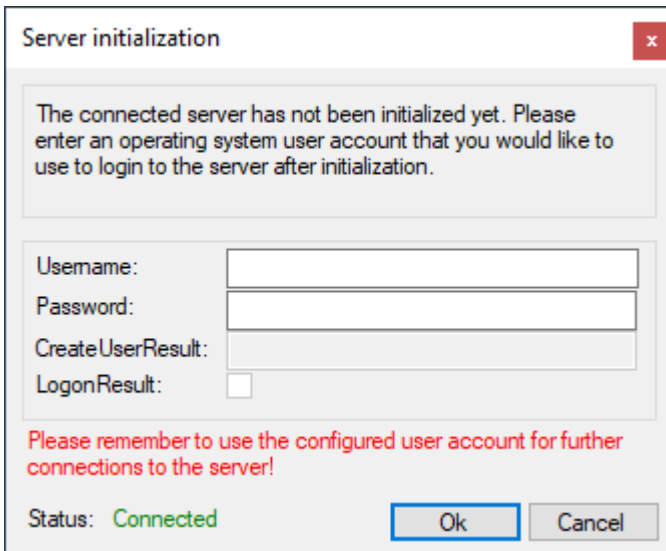 Server initialization
x
The connected server has not been initialized yet. Please
enter an operating system user account that you would like to
use to login to the server after initialization.
Username:
Password:
CreateUserResult:
LogonResult:
Please remember to use the configured user account for further
connections to the server!
Status: Connected Ok Cancel